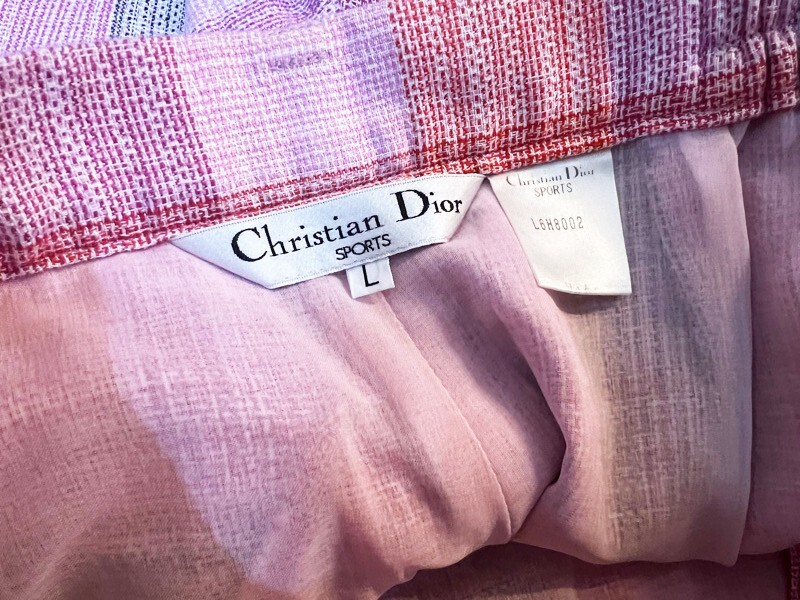 Christian Dior
SPORTS
L
Christian Dior
SPORTS
L6H8002